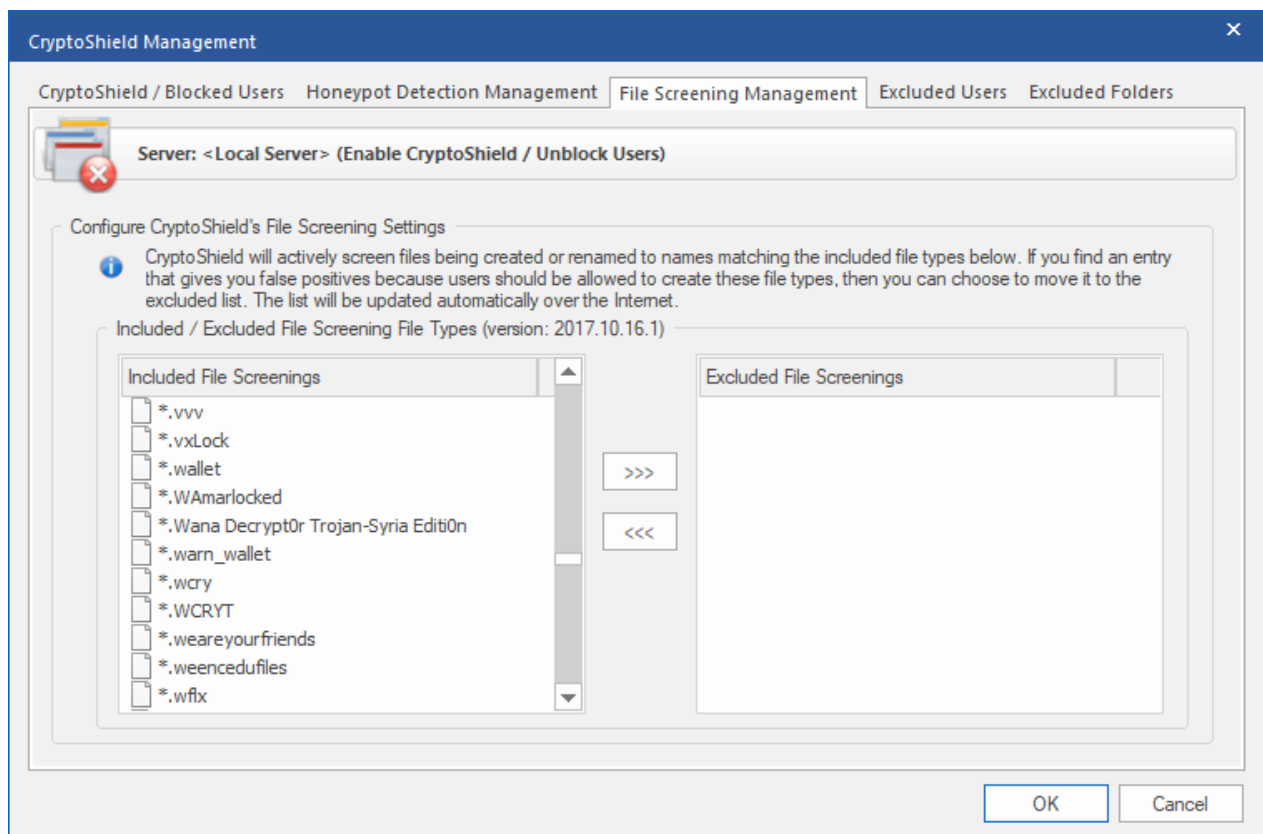 CryptoShield Management
CryptoShield / Blocked Users Honeypot Detection Management File Screening Management Excluded Users Excluded Folders
Server: <Local Server> (Enable CryptoShield / Unblock Users)
Configure CryptoShield's File Screening Settings
CryptoShield will actively screen files being created or renamed to names matching the included file types below. If you find an entry
that gives you false positives because users should be allowed to create these file types, then you can choose to move it to the
excluded list. The list will be updated automatically over the Internet.
Included / Excluded File Screening File Types (version: 2017.10.16.1)
Included File Screenings
*.vvv
*.vxLock
*.wallet
*.WAmarlocked
*.Wana Decrypt0r Trojan-Syria Editi0n
*.warn_wallet
*.wcry
*.WCRYT
*.weareyourfriends
*.weencedufiles
*.wflx
>>>
<<<
Excluded File Screenings
OK Cancel